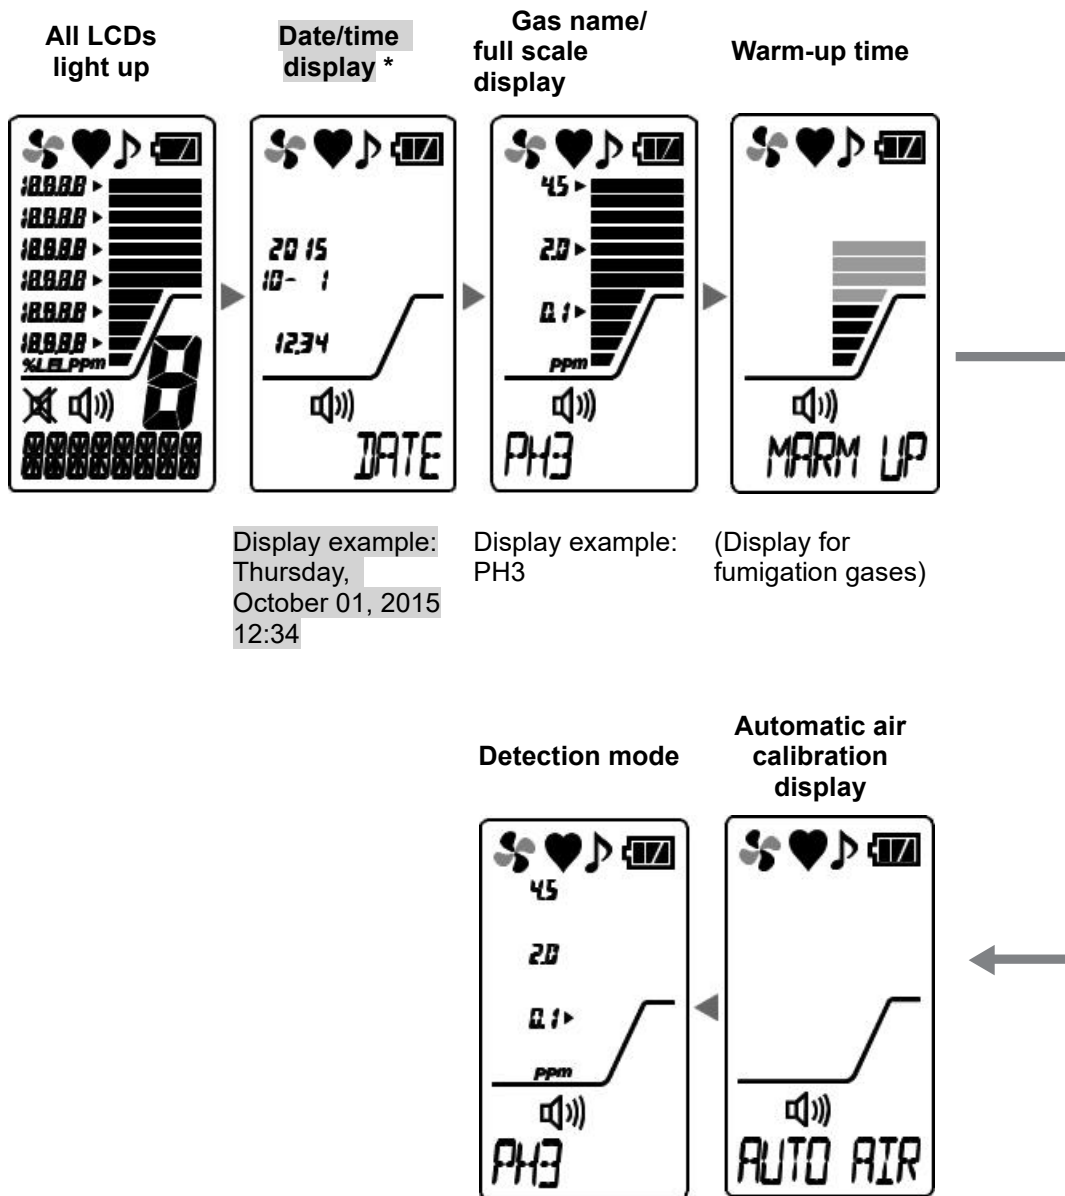 All LCDs
light up
Date/time
display *
Gas name/
full scale
display
Warm-up time
18.8.8.8
18.8.8.8
18.8.8.8
18.8.8.8
18.8.8.8
18.8.8.8
%LEL ppm
8
2015
10- 1
12.34
DATE
4.5
2.0
0.1
ppm
PH3
MARM UP
Display example:
Thursday,
October 01, 2015
12:34
Display example:
PH3
(Display for
fumigation gases)
Detection mode
Automatic air
calibration
display
4.5
2.0
0.1
ppm
PH3
AUTO AIR